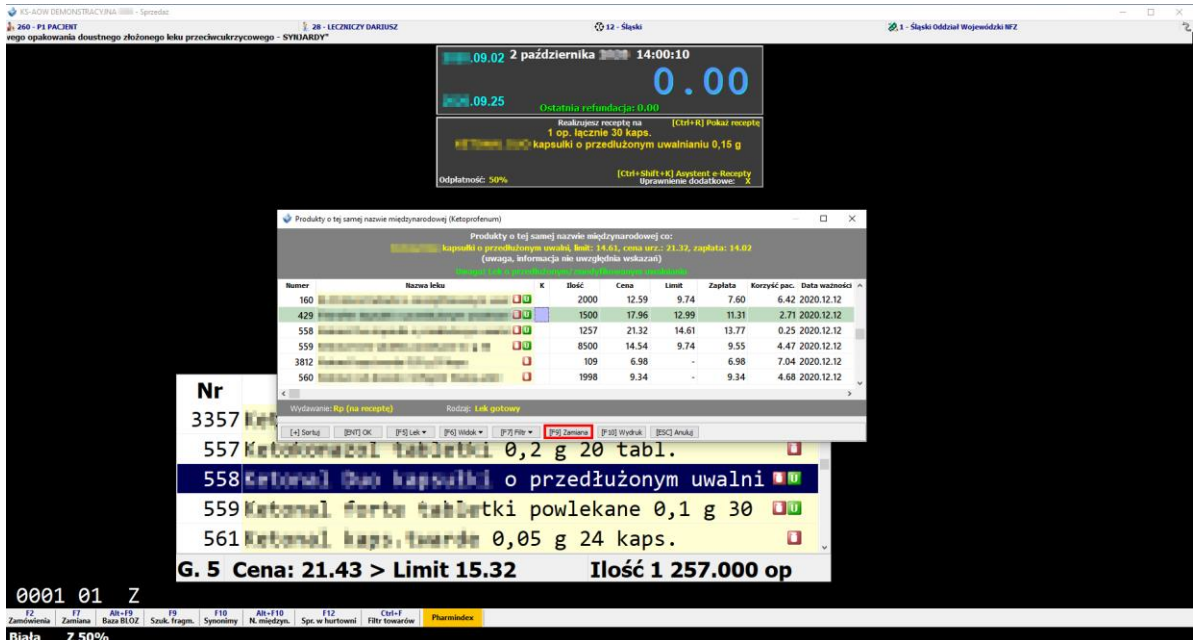 KS-AOW DEMONSTRACYJNA - Sprzedaż
260 - P1 PACJENT 28 - LECZNICZY DARIUSZ 12 - Śląski 1 - Śląski Oddział Wojewódzki NFZ
wego opakowania doustnego złożonego leku przeciwcukrzycowego - SYNJARDY"
.09.02 2 października 14:00:10
0.00
.09.25
Ostatnia refundacja: 0.00
Realizujesz receptę na [Ctrl+R] Pokaż receptę
1 op. łącznie 30 kaps.
kapsułki o przedłużonym uwalnianiu 0,15 g
[Ctrl+Shift+K] Asystent e-Recepty
Odpłatność: 50% Uprawnienie dodatkowe: X
Produkty o tej samej nazwie międzynarodowej (Ketoprofenum)
Produkty o tej samej nazwie międzynarodowej co:
kapsułki o przedłużonym uwalni, limit: 14.61, cena urz.: 21.32, zapłata: 14.02
(uwaga, informacja nie uwzględnia wskazań)
Numer Nazwa leku K Ilość Cena Limit Zapłata Korzyść pac. Data ważności
160 U 2000 12.59 9.74 7.60 6.42 2020.12.12
429 U 1500 17.96 12.99 11.31 2.71 2020.12.12
558 U 1257 21.32 14.61 13.77 0.25 2020.12.12
559 U 8500 14.54 9.74 9.55 4.47 2020.12.12
3812 109 6.98 - 6.98 7.04 2020.12.12
560 1998 9.34 - 9.34 4.68 2020.12.12
Wydawanie: Rp (na receptę) Rodzaj: Lek gotowy
[+] Sortuj [ENT] OK [F5] Lek [F6] Widok [F7] Filtr [F9] Zamiana [F10] Wydruk [ESC] Anuluj
Nr
3357
557 Ketokonazol tabletki 0,2 g 20 tabl.
558 Ketonal Duo kapsułki o przedłużonym uwalni U
559 Ketonal forte tabletki powlekane 0,1 g 30 U
561 Ketonal kaps.twarde 0,05 g 24 kaps.
G. 5 Cena: 21.43 > Limit 15.32 Ilość 1 257.000 op
0001 01 Z
F2 F7 Alt+F9 F9 F10 Alt+F10 F12 Ctrl+F
Zamówienia Zamiana Baza BLOZ Szuk. fragm. Synonimy N. międzyn. Spr. w hurtowni Filtr towarów Pharmindex
Biała Z 50%